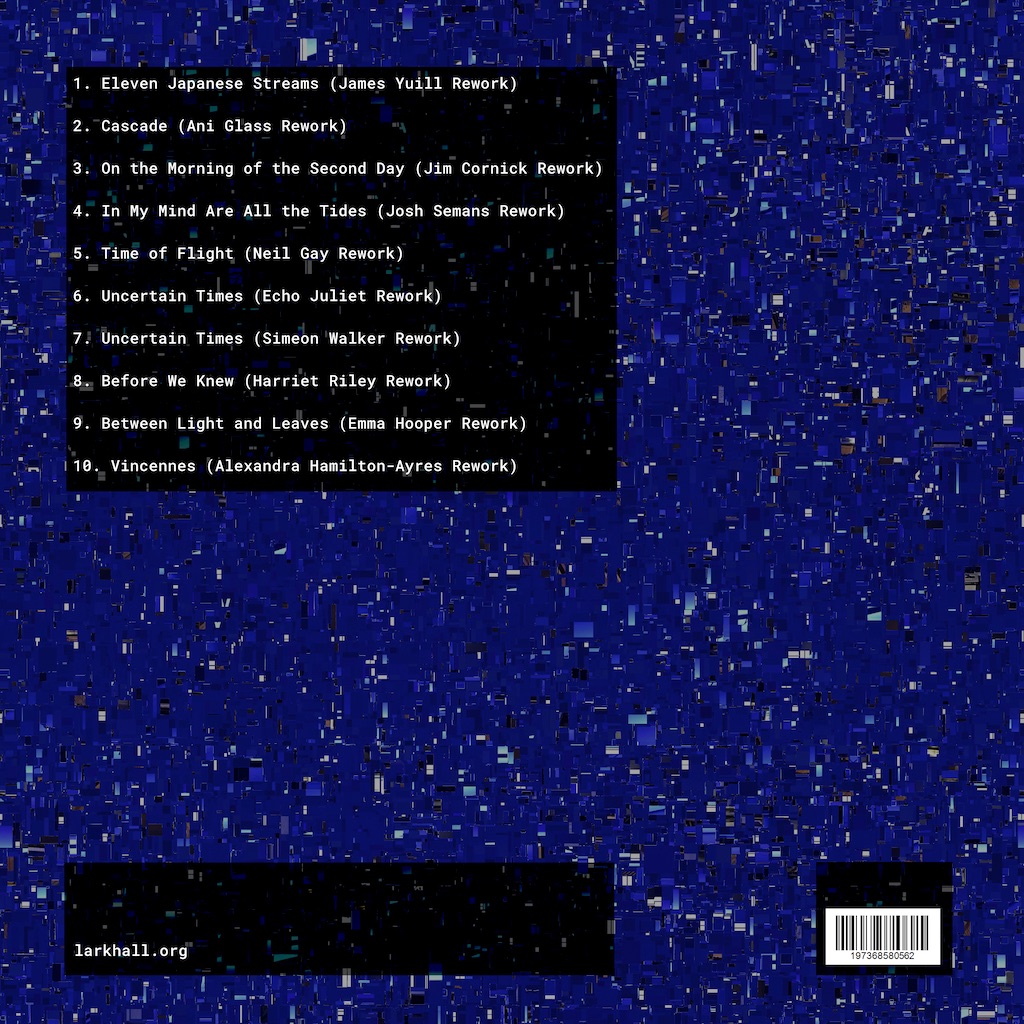 1. Eleven Japanese Streams (James Yuill Rework)
2. Cascade (Ani Glass Rework)
3. On the Morning of the Second Day (Jim Cornick Rework)
4. In My Mind Are All the Tides (Josh Semans Rework)
5. Time of Flight (Neil Gay Rework)
6. Uncertain Times (Echo Juliet Rework)
7. Uncertain Times (Simeon Walker Rework)
8. Before We Knew (Harriet Riley Rework)
9. Between Light and Leaves (Emma Hooper Rework)
10. Vincennes (Alexandra Hamilton-Ayres Rework)
larkhall.org
197368580562